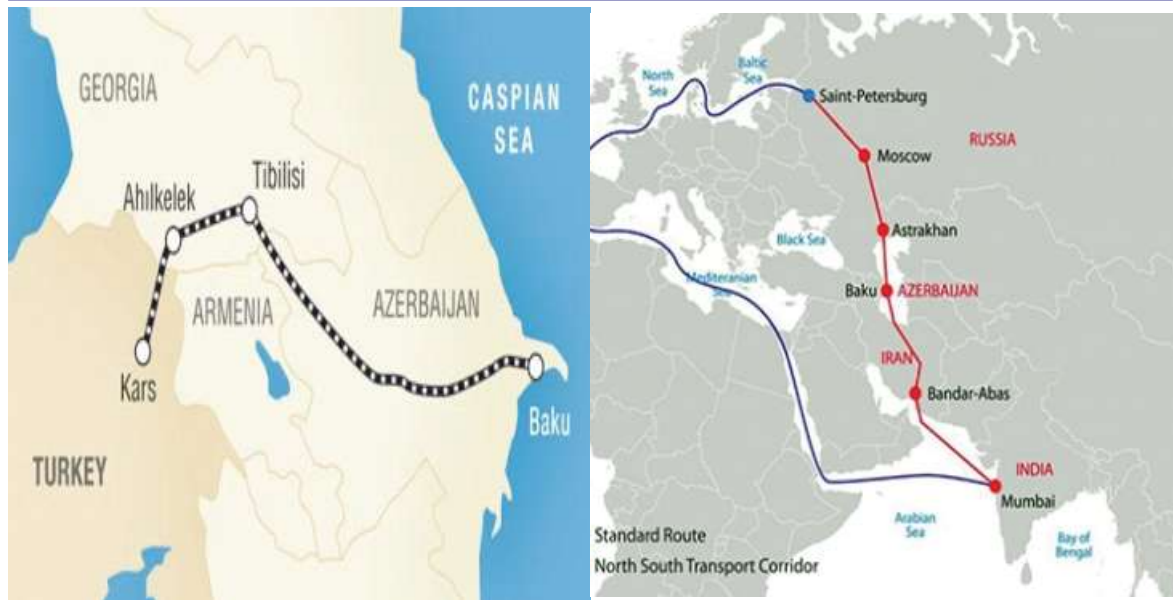 GEORGIA
CASPIAN
SEA
Tibilisi
Ahılkelek
ARMENIA
AZERBAIJAN
Kars
Baku
TURKEY
North
Sea
Baltic
Sea
Saint-Petersburg
RUSSIA
Moscow
Astrakhan
Black Sea
Mediteranian
Baku
AZERBAIJAN
IRAN
Bandar-Abas
INDIA
Mumbai
Arabian
Sea
Bay of
Bengal
Standard Route
North South Transport Corridor